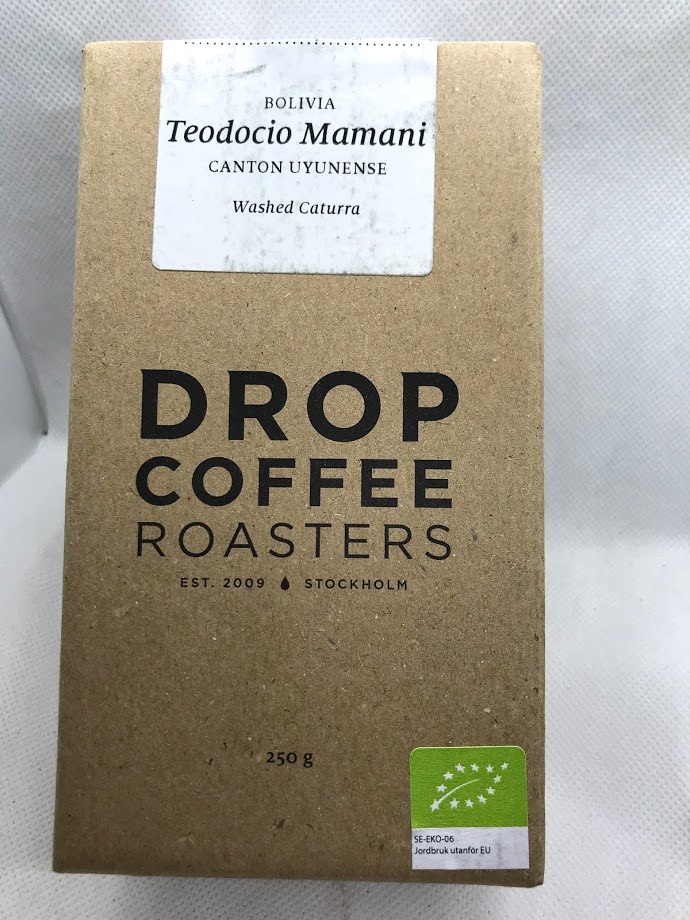 BOLIVIA
Teodocio Mamani
CANTON UYUNENSE
Washed Caturra
DROP
COFFEE
ROASTERS
EST. 2009 STOCKHOLM
250 g
SE-EKO-06
Jordbruk utanför EU